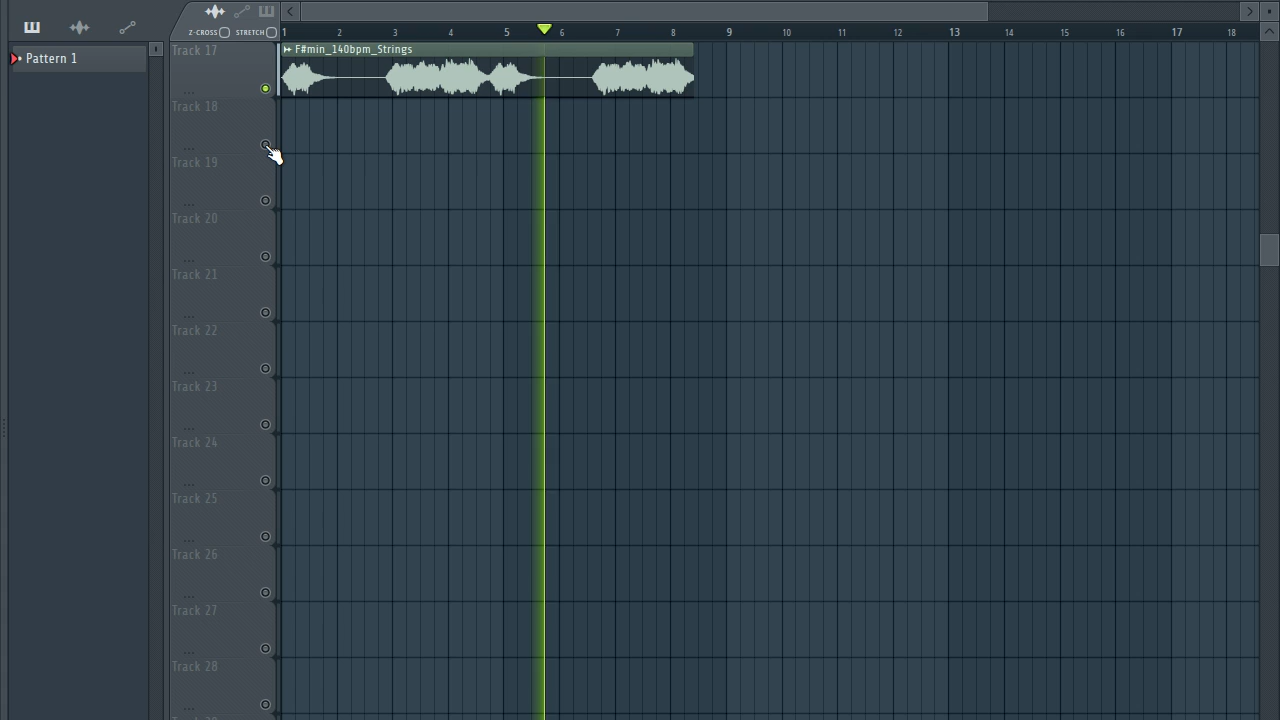 Z-CROSS STRETCH
1 2 3 4 5 6 7 8 9 10 11 12 13 14 15 16 17 18
Pattern 1
Track 17
F#min_140bpm_Strings
Track 18
Track 19
Track 20
Track 21
Track 22
Track 23
Track 24
Track 25
Track 26
Track 27
Track 28